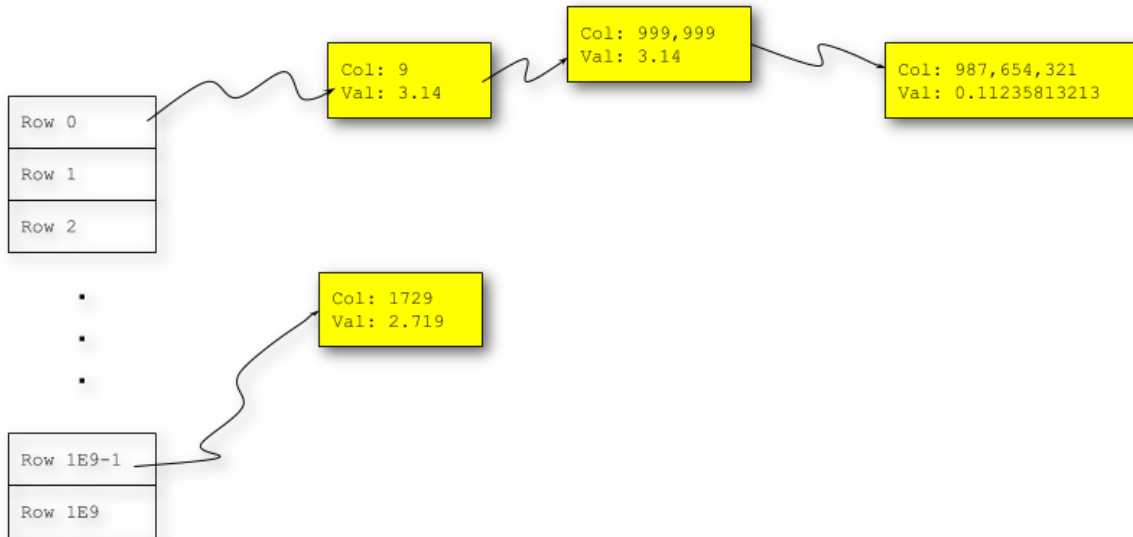 Col: 999,999
Val: 3.14
Col: 9
Val: 3.14
Col: 987,654,321
Val: 0.11235813213
Row 0
Row 1
Row 2
Col: 1729
Val: 2.719
Row 1E9-1
Row 1E9